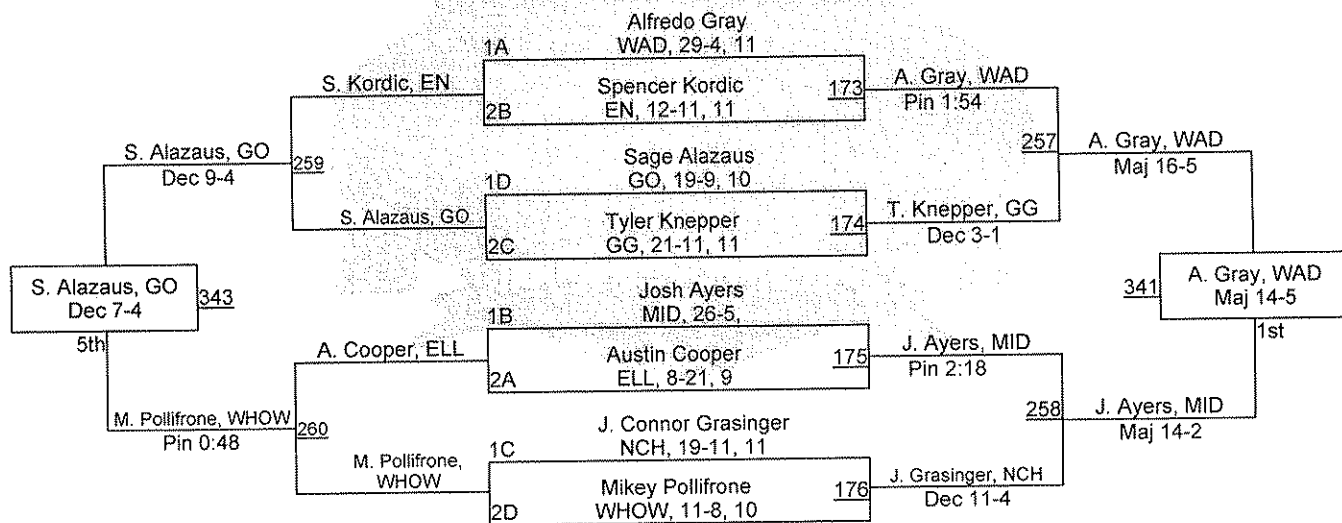 Alfredo Gray
1A WAD, 29-4, 11
S. Kordic, EN
Spencer Kordic
2B EN, 12-11, 11
173
A. Gray, WAD
Pin 1:54
S. Alazaus, GO
Dec 9-4
259
257
A. Gray, WAD
Maj 16-5
Sage Alazaus
1D GO, 19-9, 10
S. Alazaus, GO
Tyler Knepper
2C GG, 21-11, 11
174
T. Knepper, GG
Dec 3-1
S. Alazaus, GO
Dec 7-4
343
5th
341
A. Gray, WAD
Maj 14-5
1st
Josh Ayers
1B MID, 26-5,
A. Cooper, ELL
Austin Cooper
2A ELL, 8-21, 9
175
J. Ayers, MID
Pin 2:18
M. Pollifrone, WHOW
Pin 0:48
260
258
J. Ayers, MID
Maj 14-2
J. Connor Grasinger
1C NCH, 19-11, 11
M. Pollifrone,
WHOW
Mikey Pollifrone
2D WHOW, 11-8, 10
176
J. Grasinger, NCH
Dec 11-4